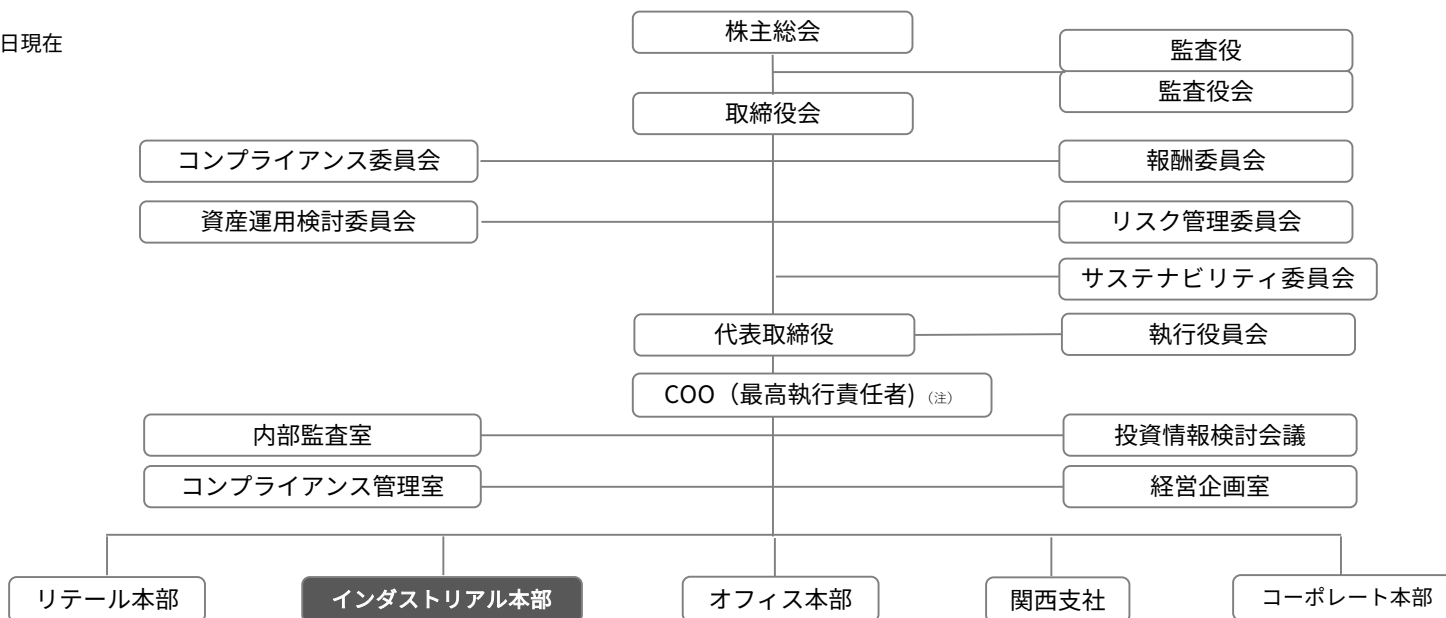 株主総会
日現在
監査役
監査役会
取締役会
コンプライアンス委員会
報酬委員会
資産運用検討委員会
リスク管理委員会
サステナビリティ委員会
代表取締役
執行役員会
COO（最高執行責任者)（注）
内部監査室
投資情報検討会議
コンプライアンス管理室
経営企画室
リテール本部
インダストリアル本部
オフィス本部
関西支社
コーポレート本部